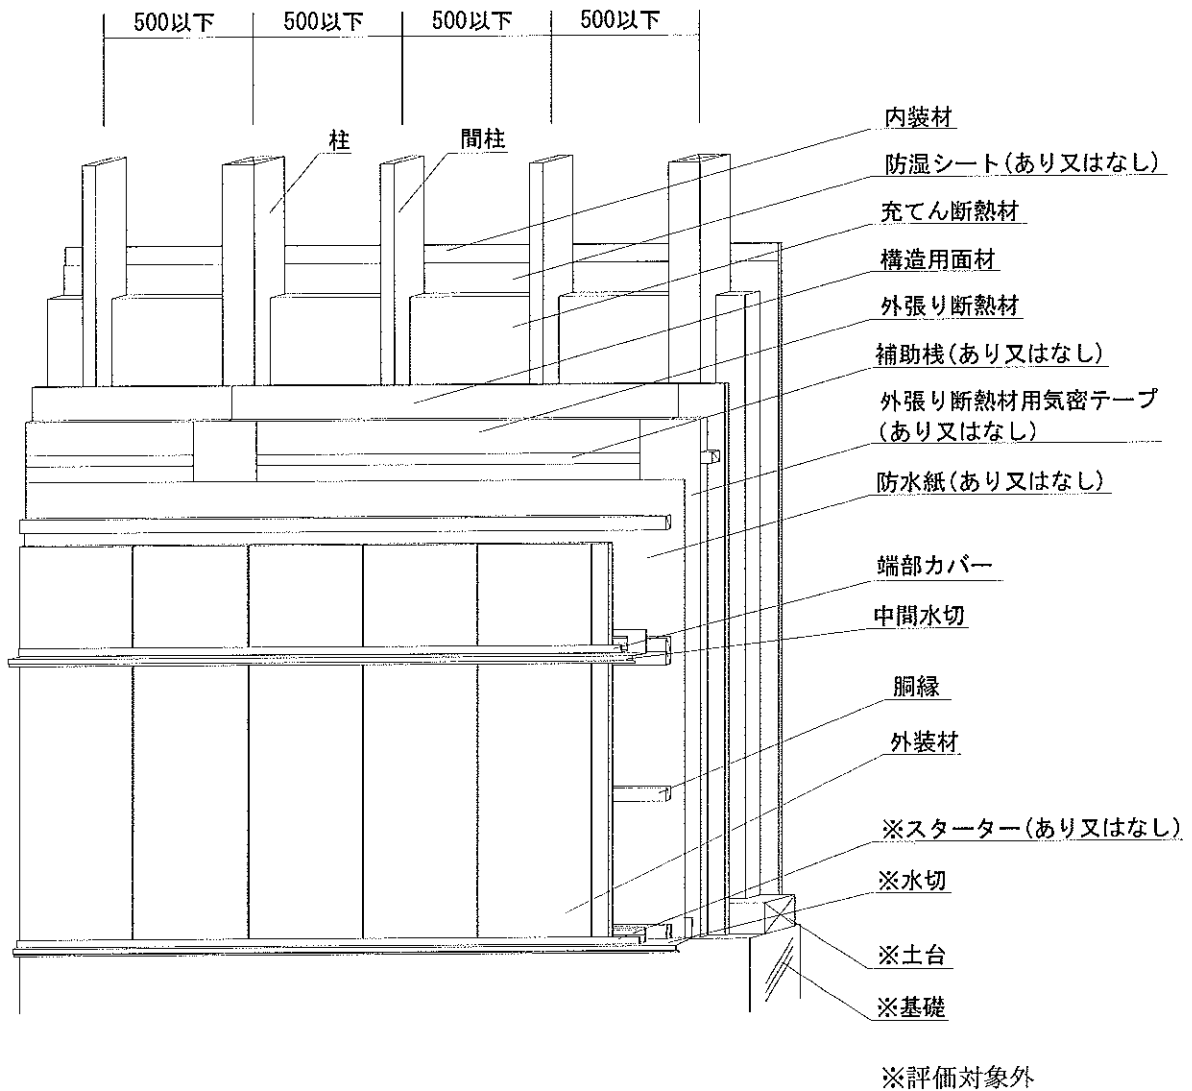 500以下 500以下 500以下 500以下
柱
間柱
内装材
防湿シート(あり又はなし)
充てん断熱材
構造用面材
外張り断熱材
補助桟(あり又はなし)
外張り断熱材用気密テープ
(あり又はなし)
防水紙(あり又はなし)
端部カバー
中間水切
胴縁
外装材
※スターター(あり又はなし)
※水切
※土台
※基礎
※評価対象外